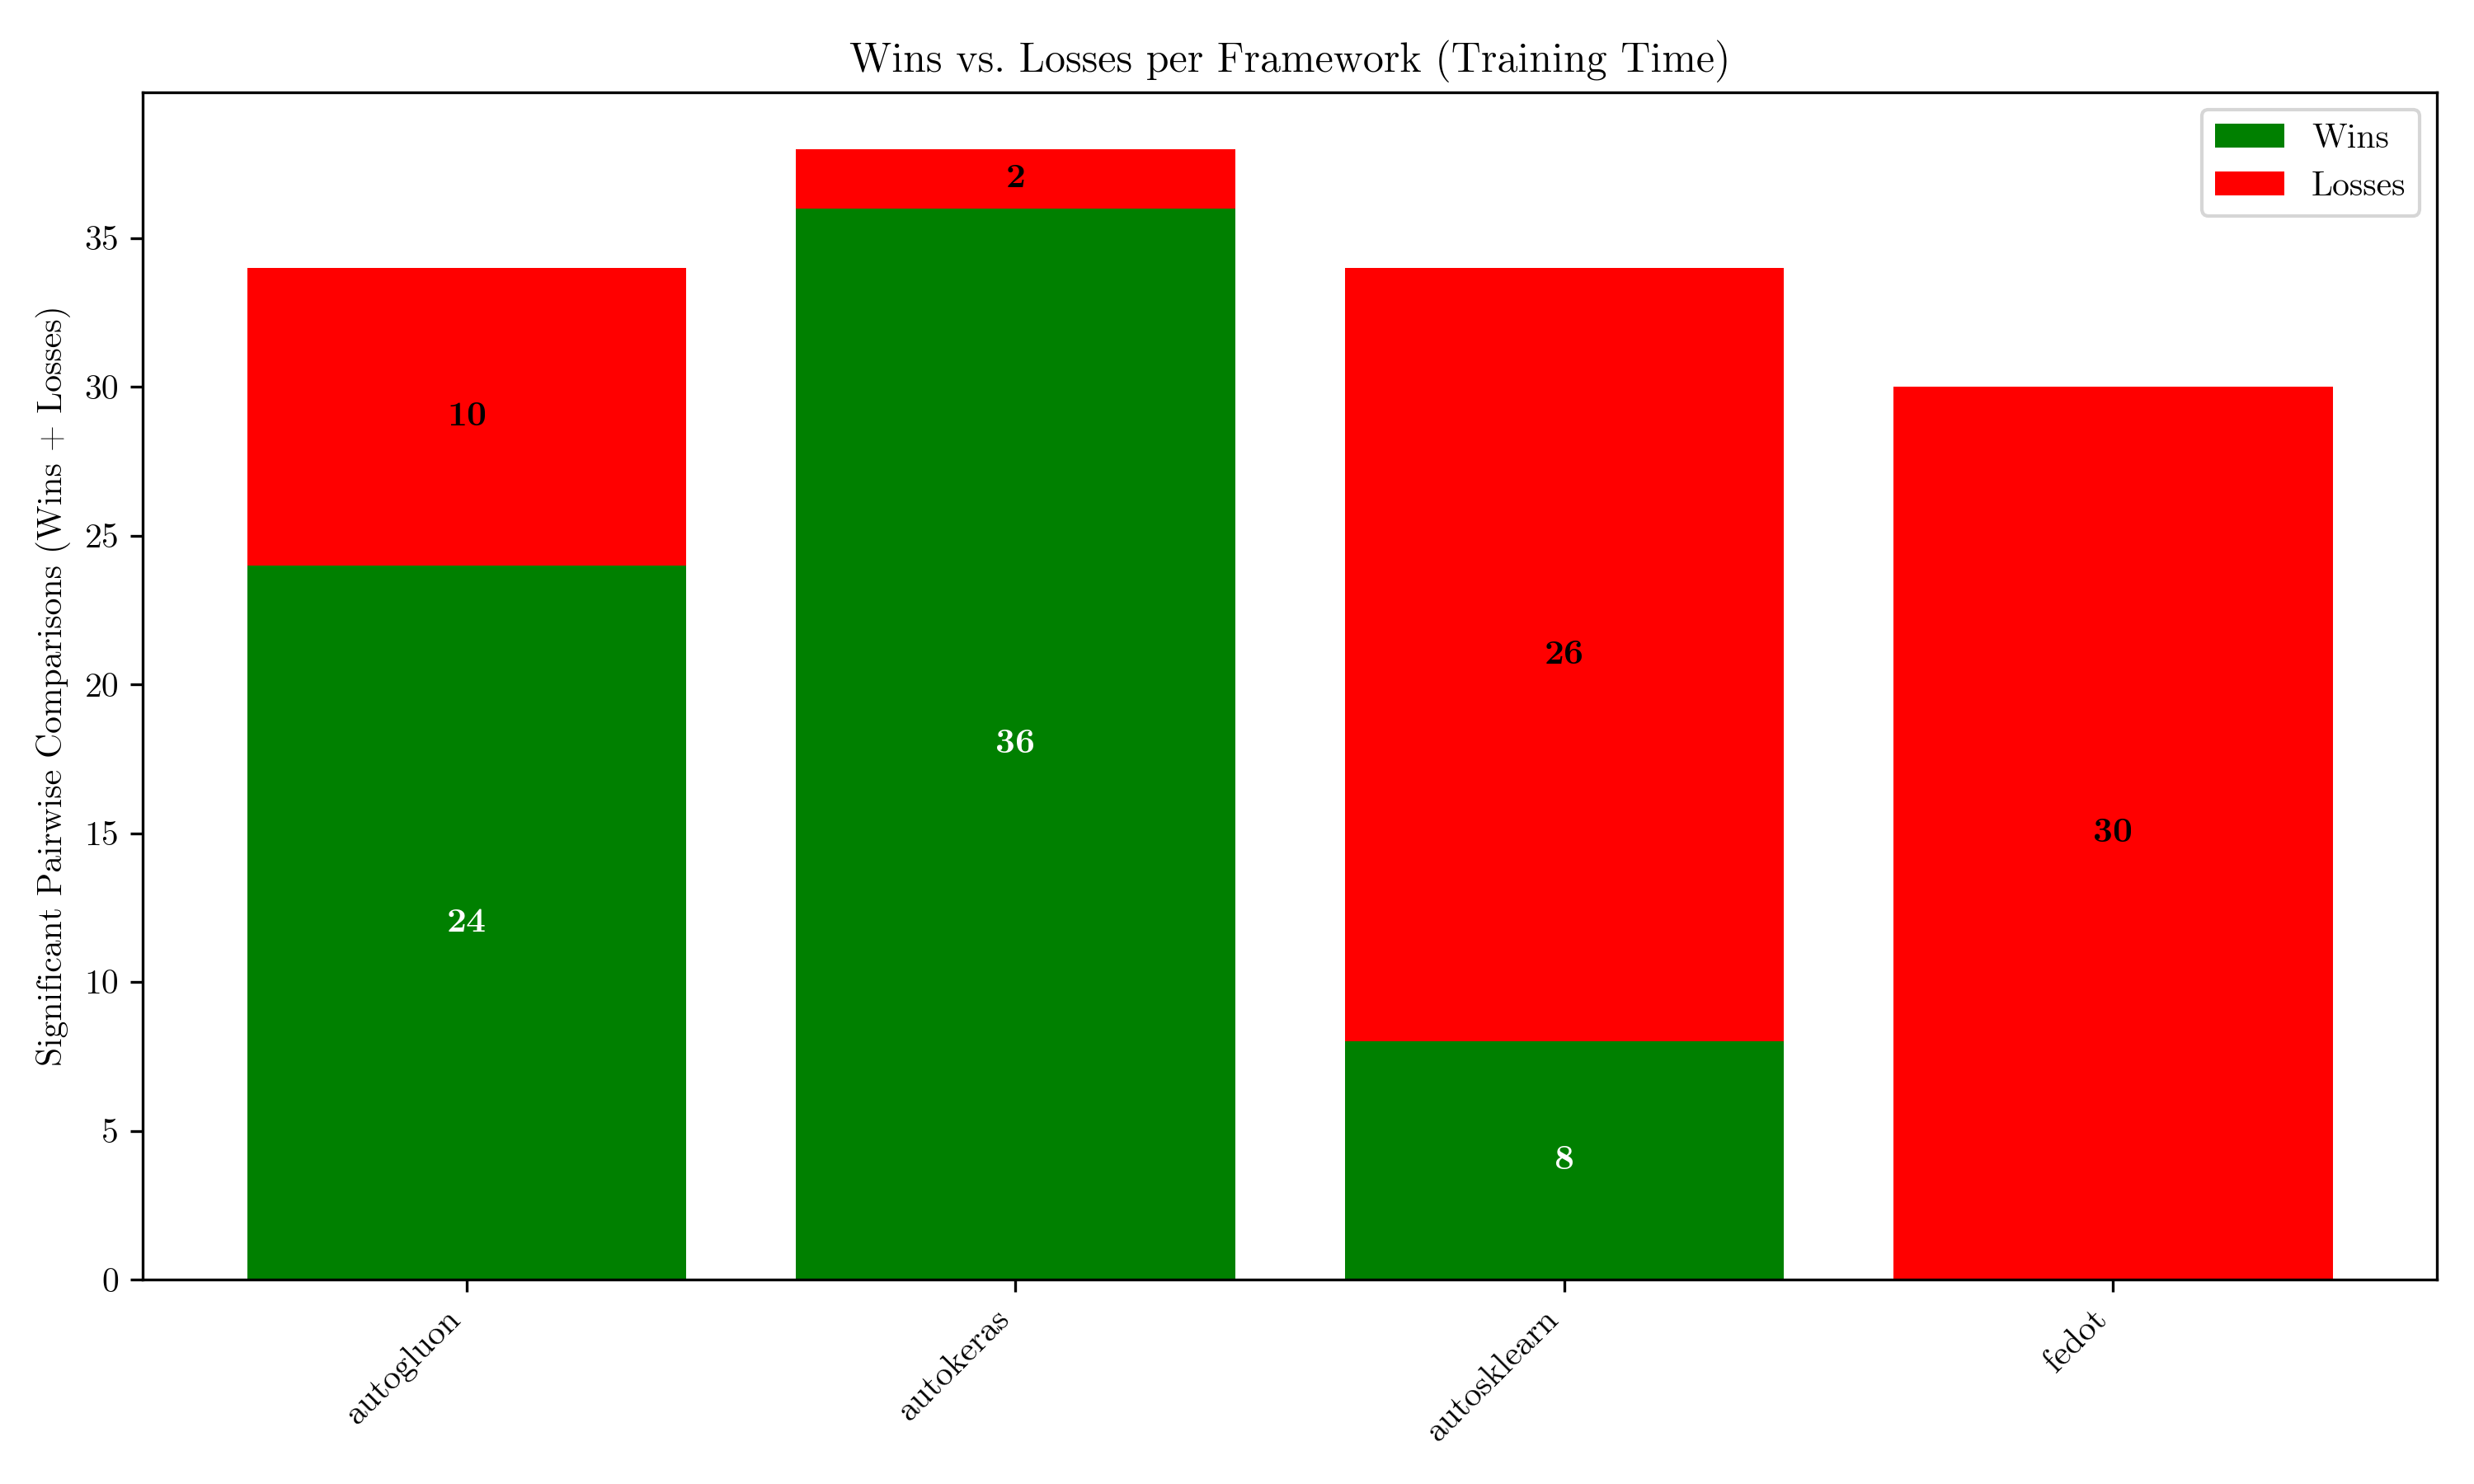 Wins vs. Losses per Framework (Training Time)
Wins
Losses
Significant Pairwise Comparisons (Wins + Losses)
35
30
25
20
15
10
5
0
10
24
2
36
26
8
30
autogluon
autokeras
autosklearn
fedot